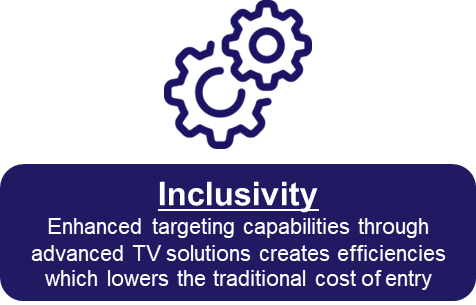 Inclusivity
Enhanced targeting capabilities through
advanced TV solutions creates efficiencies
which lowers the traditional cost of entry